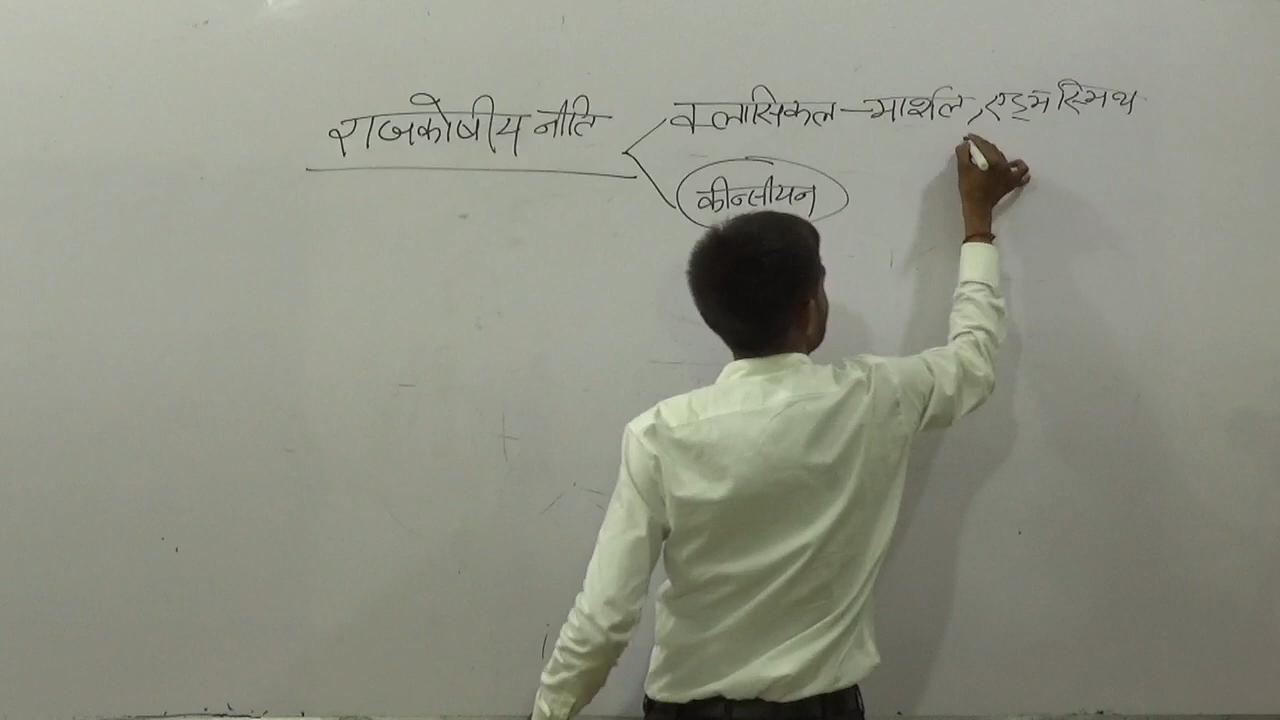 राजकोषीय नीति
क्लासिकल - मार्शल, एडम स्मिथ
कीन्सीयन